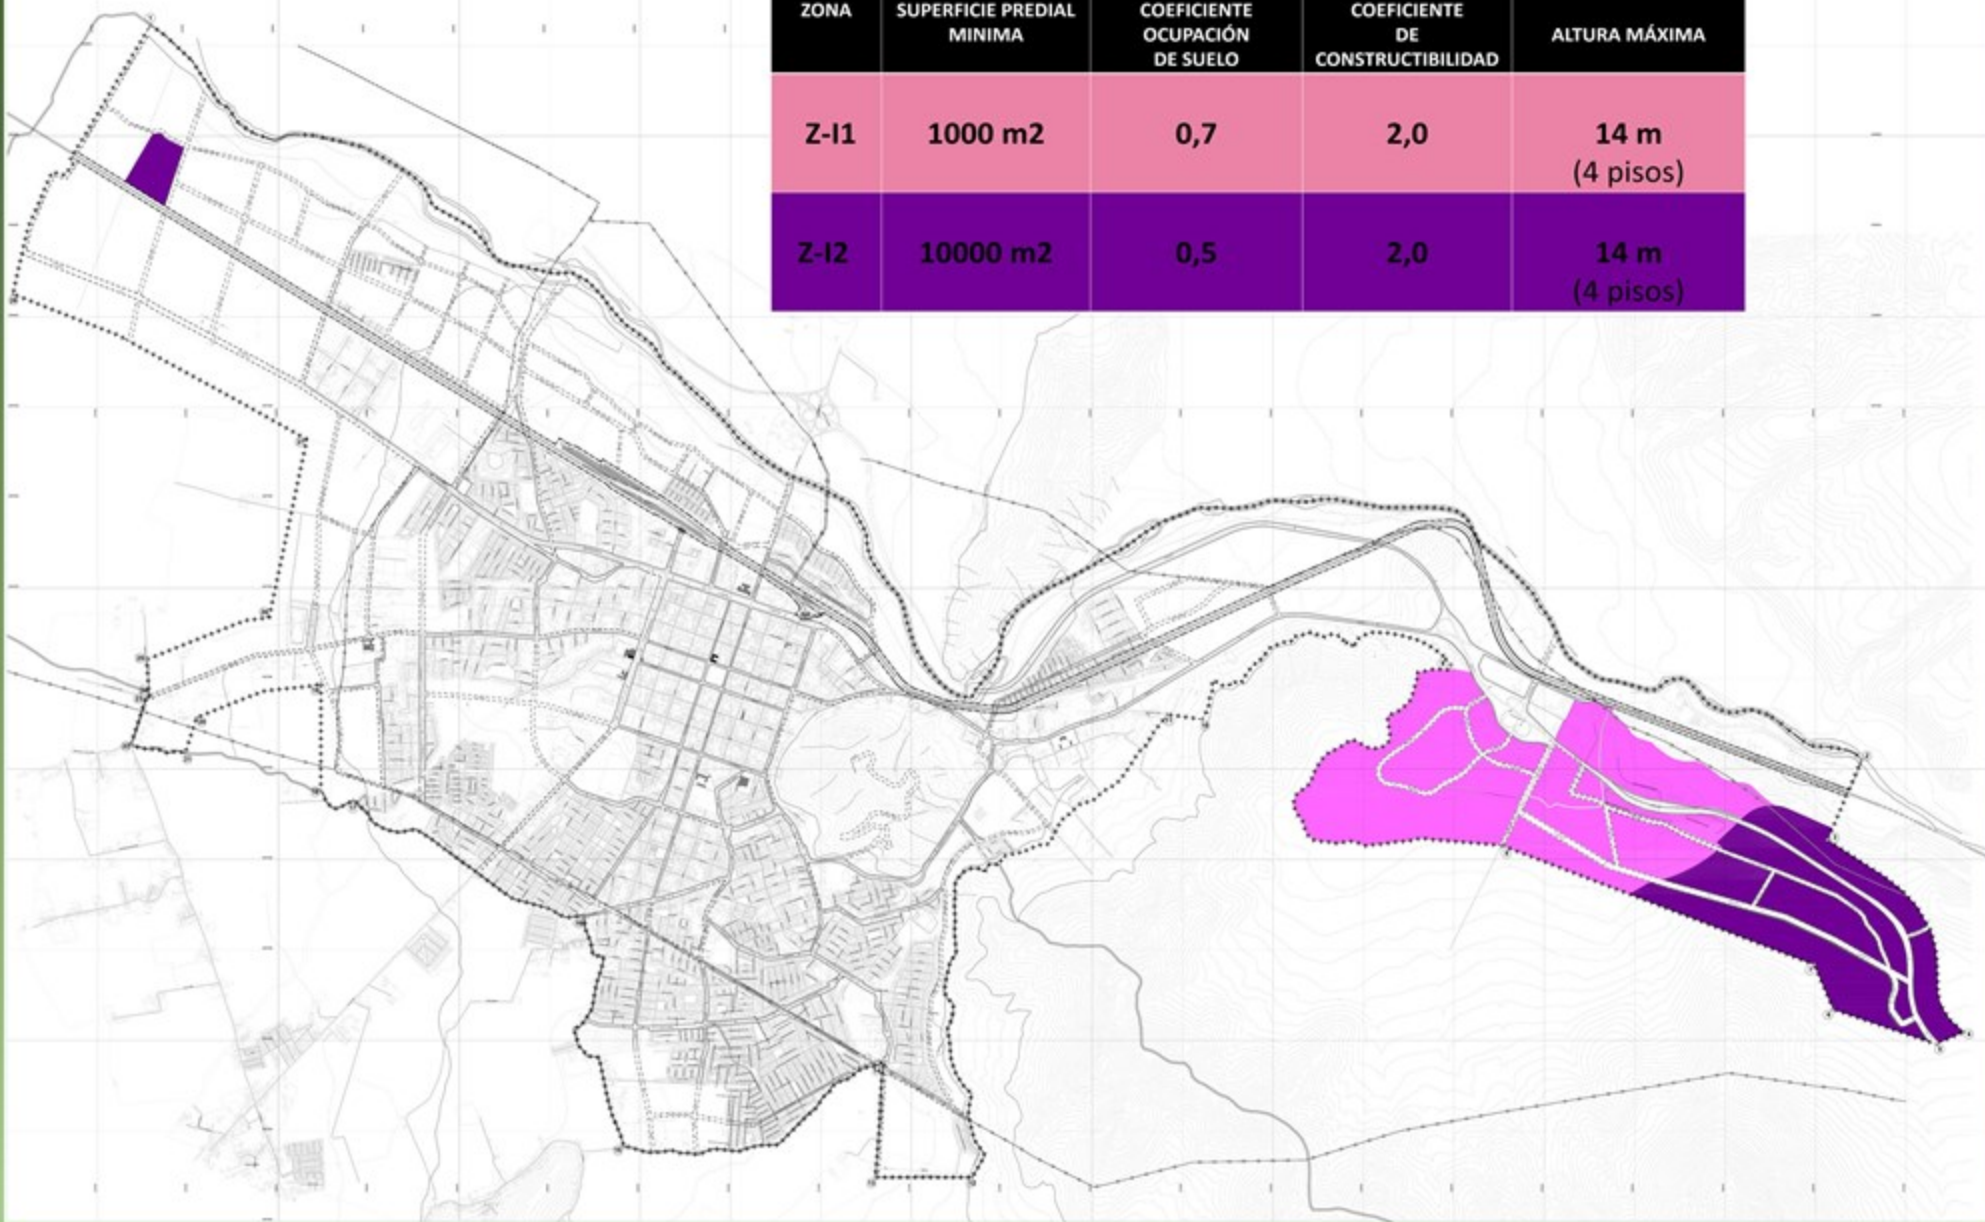 ZONA
SUPERFICIE PREDIAL
MINIMA
COEFICIENTE
OCUPACIÓN
DE SUELO
COEFICIENTE
DE
CONSTRUCTIBILIDAD
ALTURA MÁXIMA
Z-I1
1000 m2
0,7
2,0
14 m
(4 pisos)
Z-I2
10000 m2
0,5
2,0
14 m
(4 pisos)